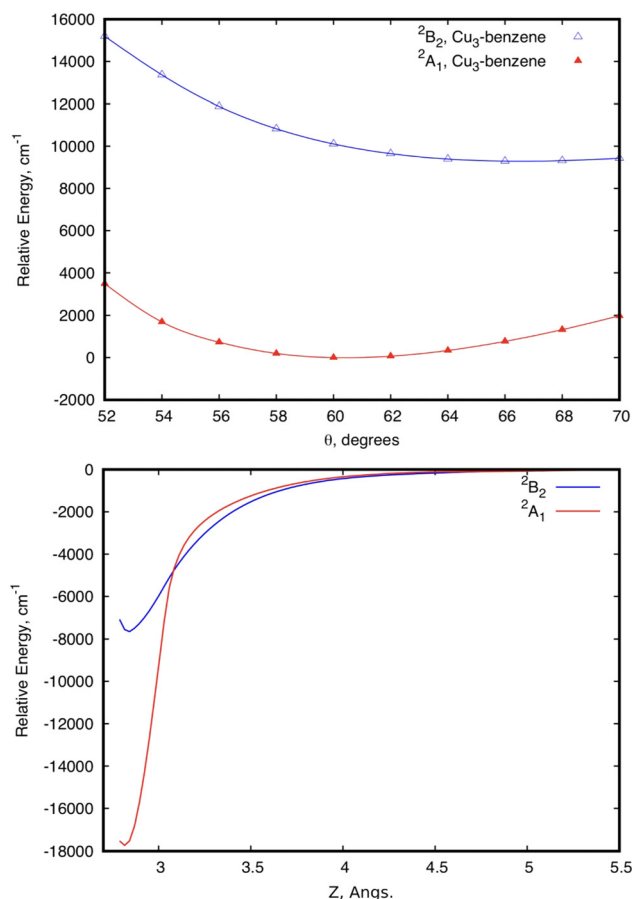 16000
14000
12000
10000
8000
6000
4000
2000
0
-2000
Relative Energy, cm⁻¹
²B₂, Cu₃-benzene
²A₁, Cu₃-benzene
52 54 56 58 60 62 64 66 68 70
θ, degrees
0
-2000
-4000
-6000
-8000
-10000
-12000
-14000
-16000
-18000
Relative Energy, cm⁻¹
²B₂
²A₁
3 3.5 4 4.5 5 5.5
Z, Angs.